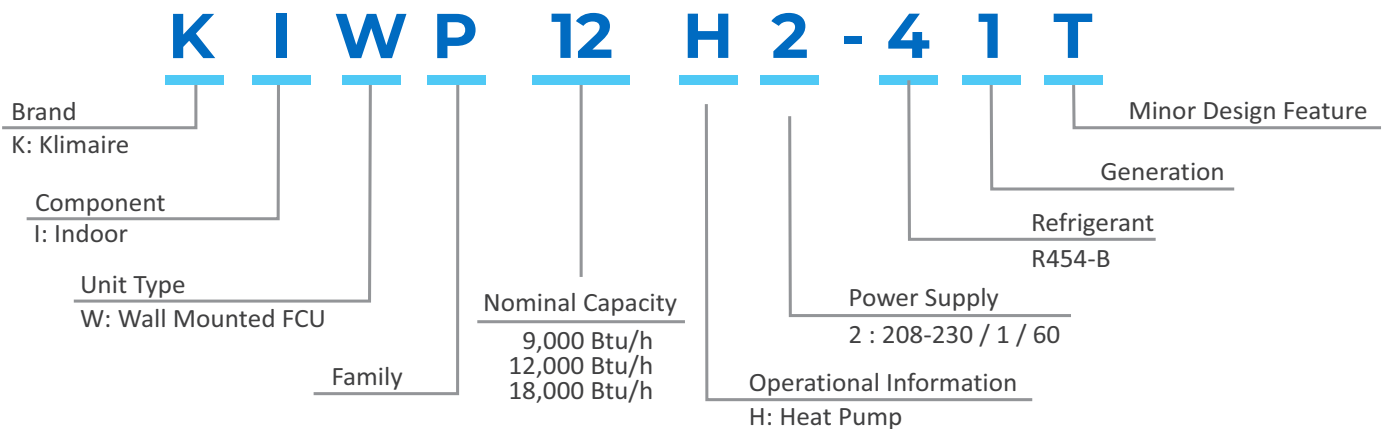 K I W P 12 H 2 - 4 1 T
Brand
K: Klimaire
Minor Design Feature
Component
I: Indoor
Generation
Refrigerant
R454-B
Unit Type
W: Wall Mounted FCU
Nominal Capacity
9,000 Btu/h
12,000 Btu/h
18,000 Btu/h
Power Supply
2 : 208-230 / 1 / 60
Family
Operational Information
H: Heat Pump